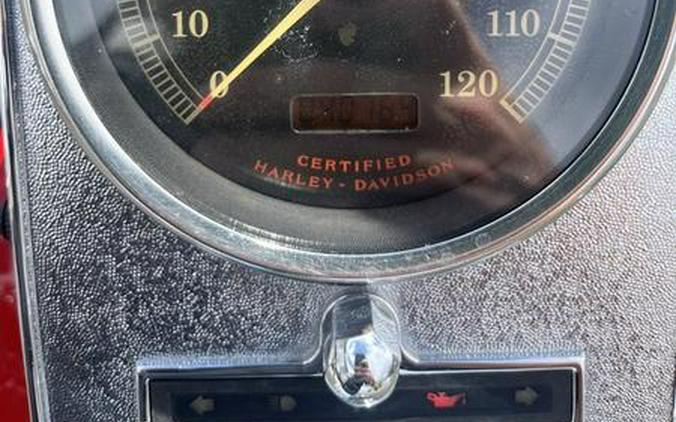 10 110
0 120
CERTIFIED
HARLEY - DAVIDSON